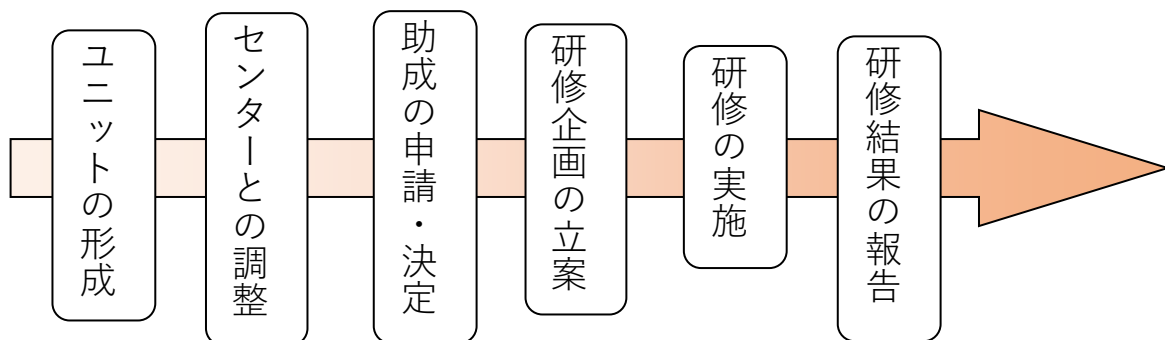 ユニットの形成
センターとの調整
助成の申請・決定
研修企画の立案
研修の実施
研修結果の報告